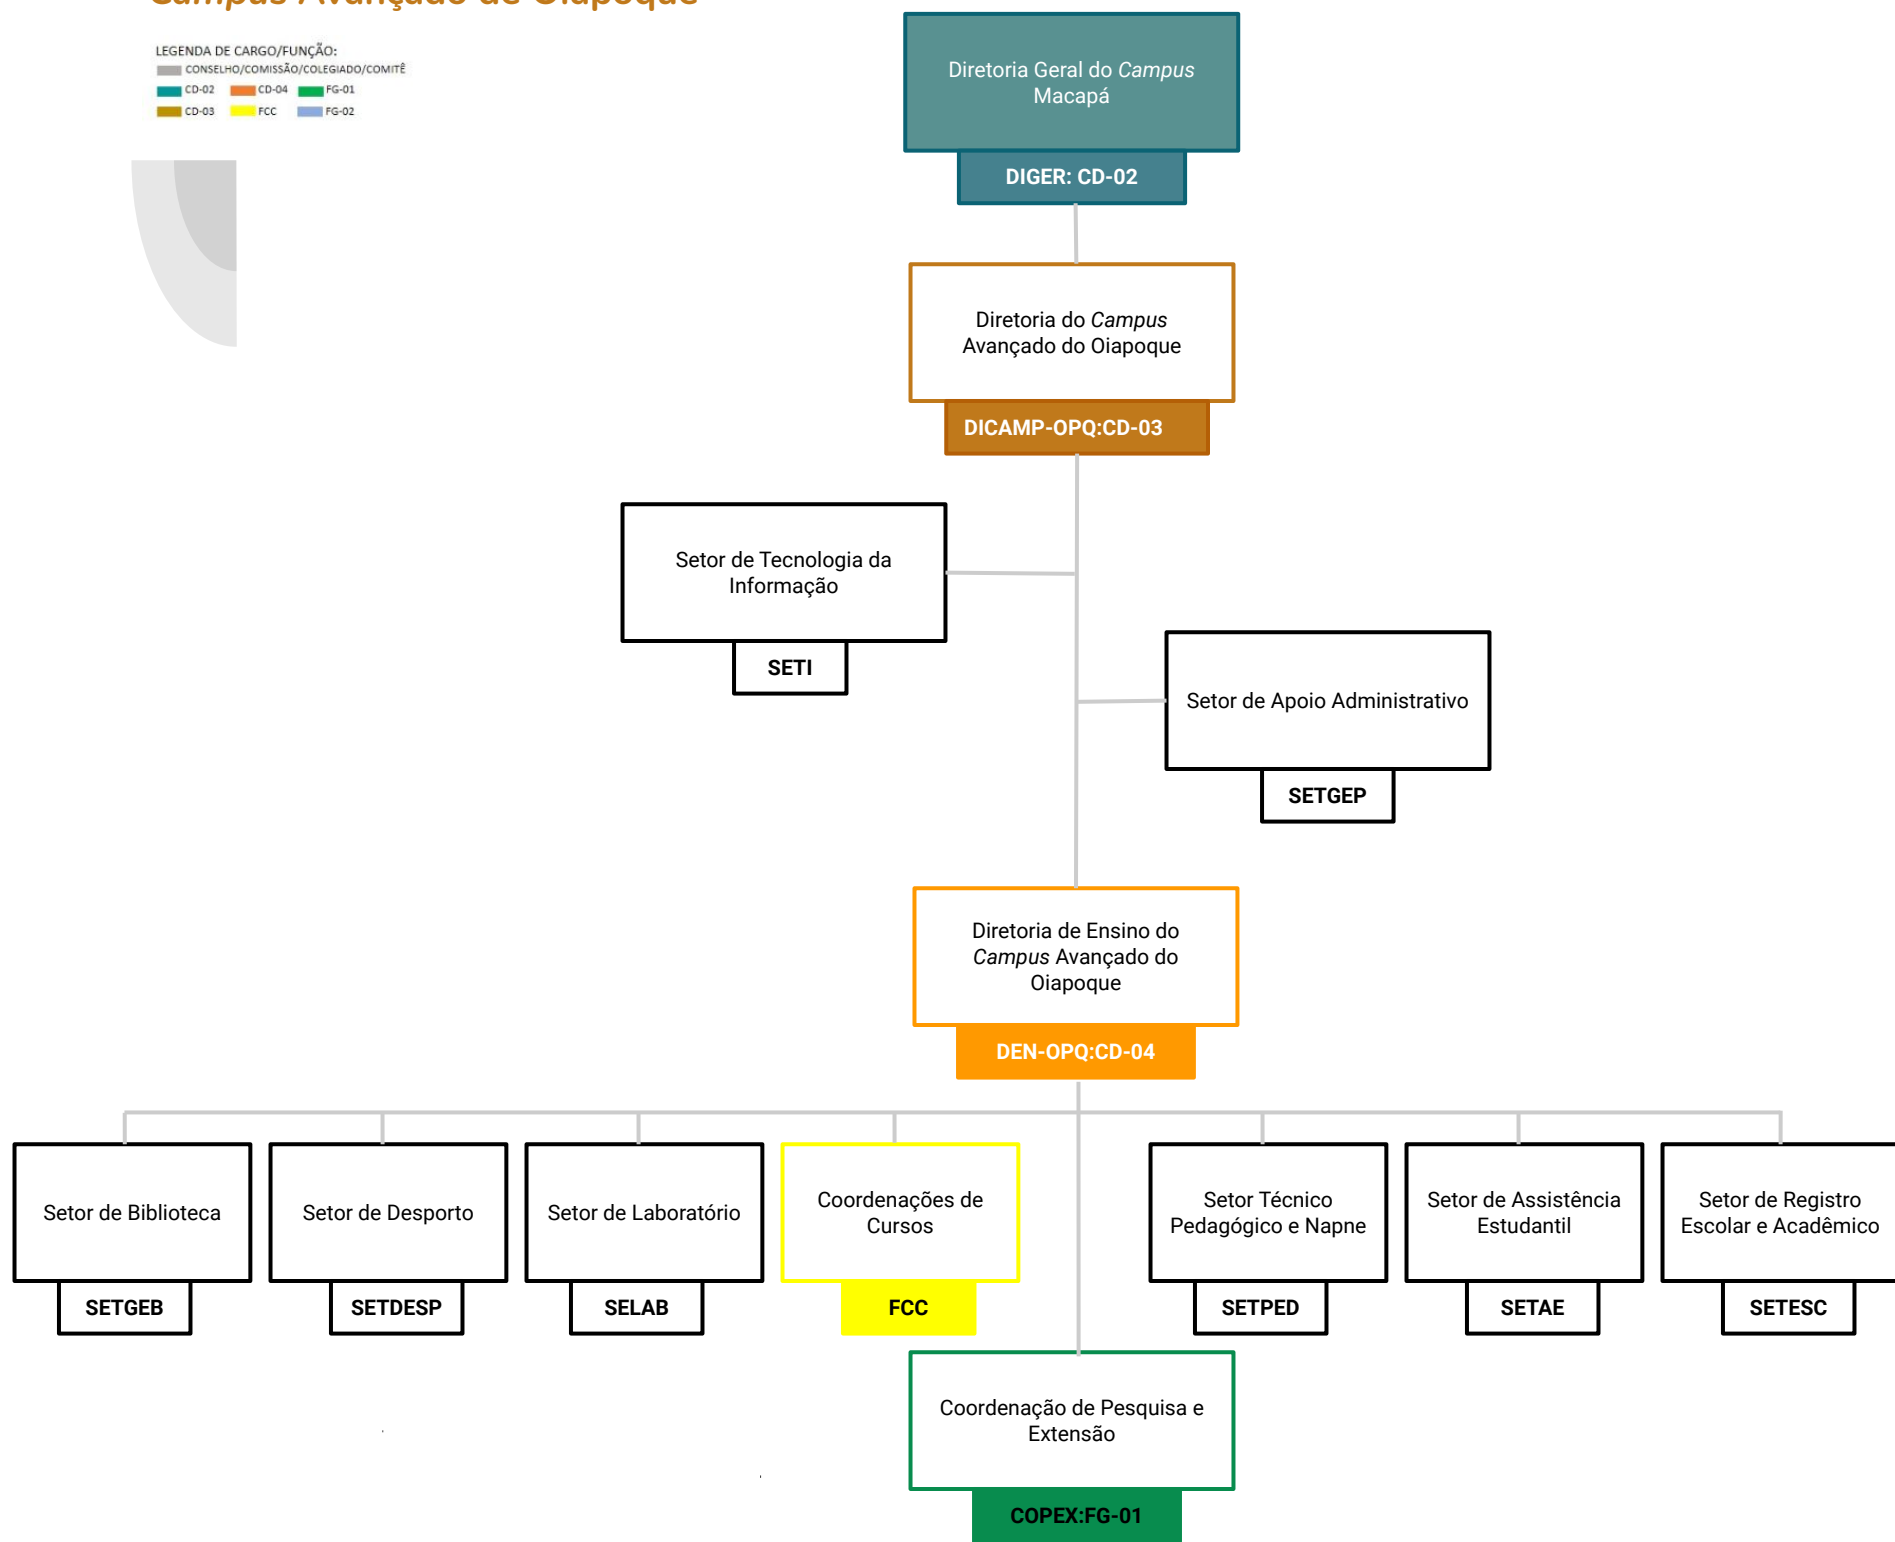 Campus Avançado de Oiapoque
LEGENDA DE CARGO/FUNÇÃO:
CONSELHO/COMISSÃO/COLEGIADO/COMITÊ
CD-02 CD-04 FG-01
CD-03 FCC FG-02
Diretoria Geral do Campus
Macapá
DIGER: CD-02
Diretoria do Campus
Avançado do Oiapoque
DICAMP-OPQ:CD-03
Setor de Tecnologia da
Informação
SETI
Setor de Apoio Administrativo
SETGEP
Diretoria de Ensino do
Campus Avançado do
Oiapoque
DEN-OPQ:CD-04
Setor de Biblioteca
SETGEB
Setor de Desporto
SETDESP
Setor de Laboratório
SELAB
Coordenações de
Cursos
FCC
Setor Técnico
Pedagógico e Napne
SETPED
Setor de Assistência
Estudantil
SETAE
Setor de Registro
Escolar e Acadêmico
SETESC
Coordenação de Pesquisa e
Extensão
COPEX:FG-01